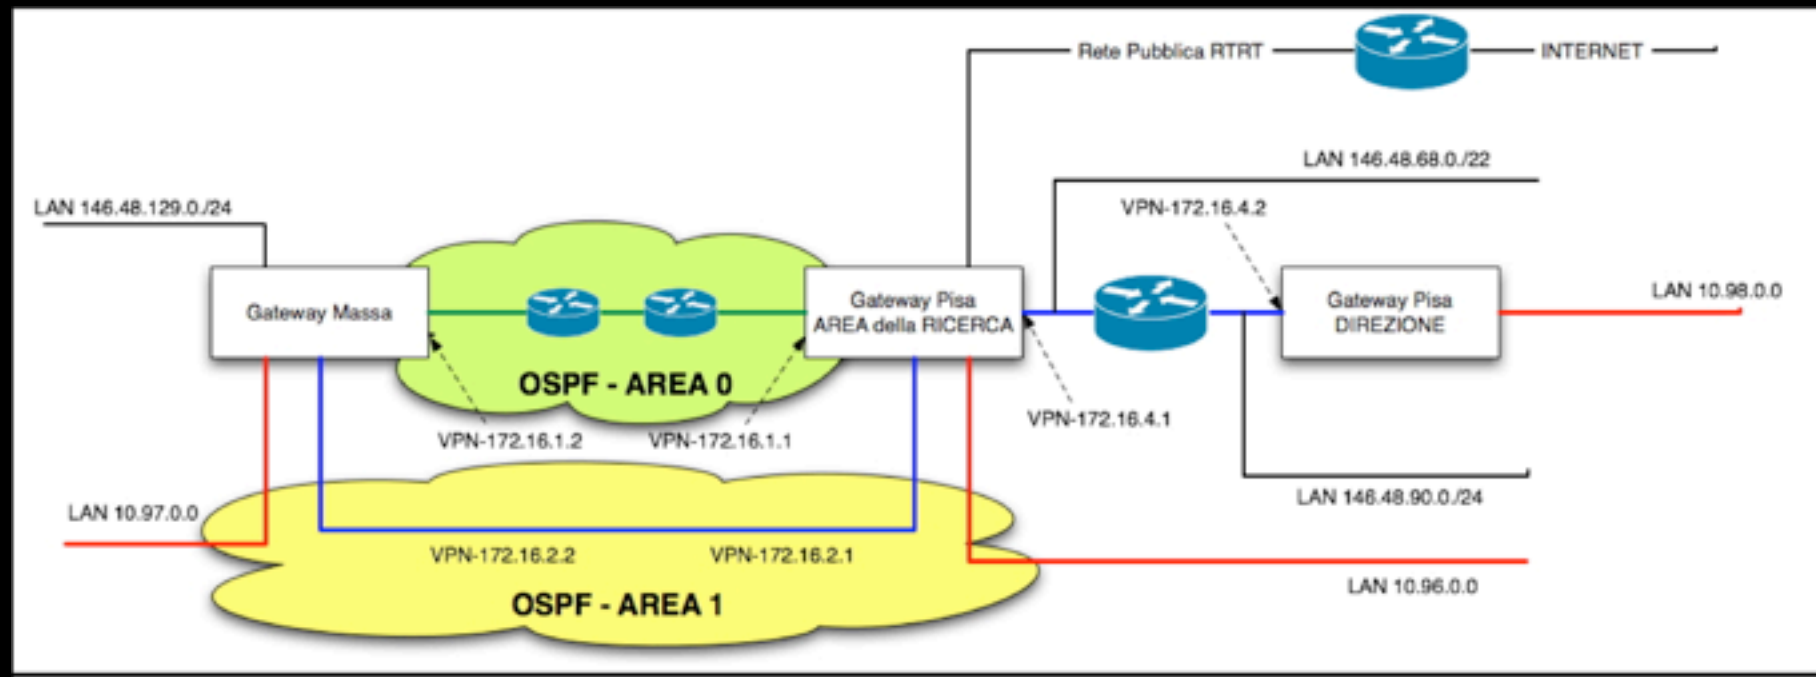 Rete Pubblica RTRT
INTERNET
LAN 146.48.68.0./22
LAN 146.48.129.0./24
VPN-172.16.4.2
Gateway Massa
Gateway Pisa
AREA della RICERCA
Gateway Pisa
DIREZIONE
LAN 10.98.0.0
OSPF - AREA 0
VPN-172.16.1.2
VPN-172.16.1.1
VPN-172.16.4.1
LAN 10.97.0.0
LAN 146.48.90.0./24
VPN-172.16.2.2
VPN-172.16.2.1
LAN 10.96.0.0
OSPF - AREA 1